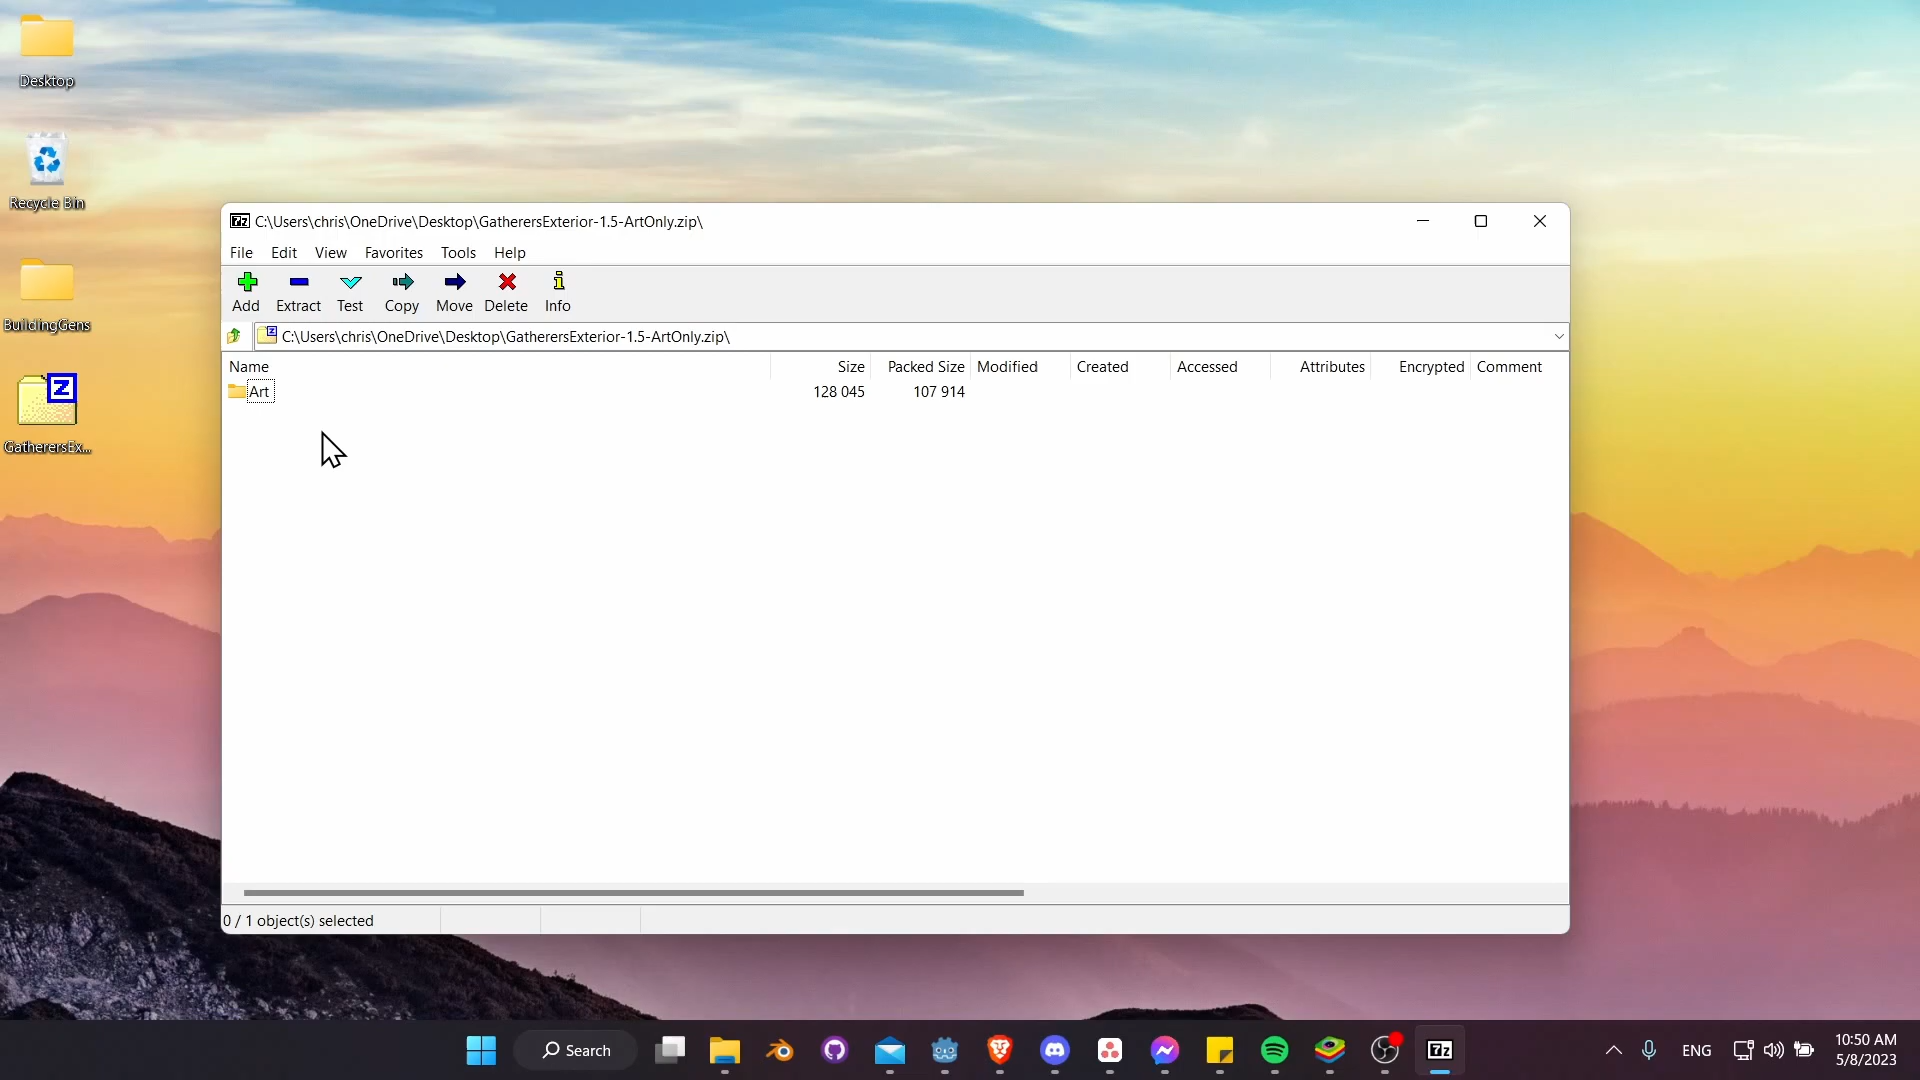 Desktop
Recycle Bin
BuildingGens
GatherersEx...
C:\Users\chris\OneDrive\Desktop\GatherersExterior-1.5-ArtOnly.zip\
File Edit View Favorites Tools Help
Add Extract Test Copy Move Delete Info
C:\Users\chris\OneDrive\Desktop\GatherersExterior-1.5-ArtOnly.zip\
Name Size Packed Size Modified Created Accessed Attributes Encrypted Comment
Art 128 045 107 914
0 / 1 object(s) selected
Search
ENG
10:50 AM
5/8/2023